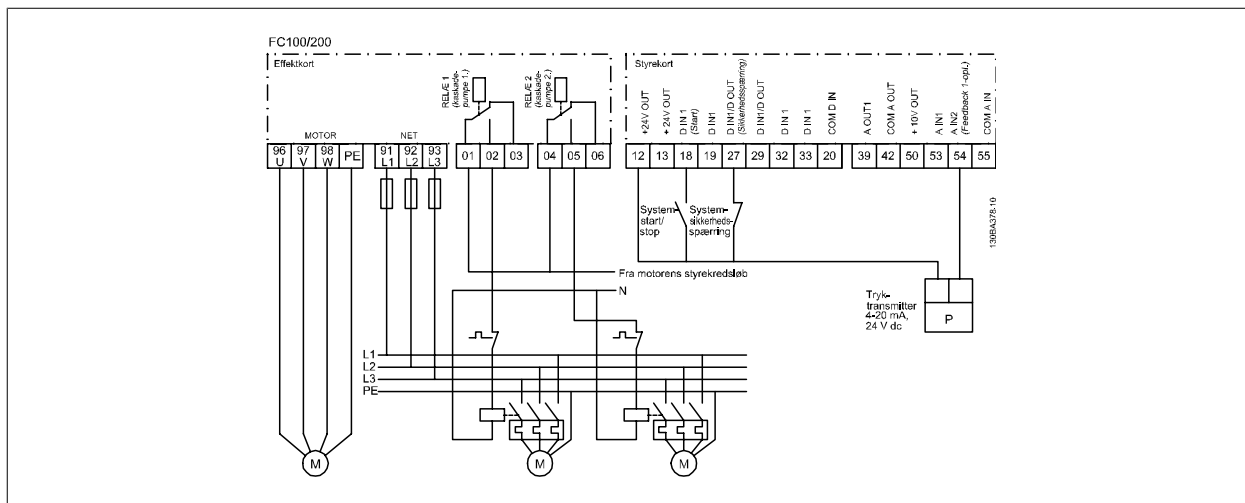 FC100/200
Effektkort
RELÆ 1
(kaskade-
pumpe 1.)
RELÆ 2
(kaskade-
pumpe 2.)
MOTOR
NET
96
U
97
V
98
W
PE
91
L1
92
L2
93
L3
01
02
03
04
05
06
Styrekort
+24V OUT
+ 24V OUT
D IN 1
(Start)
D IN1
D IN1/D OUT
(Sikkerhedsspærring)
D IN1/D OUT
D IN 1
D IN 1
COM D IN
A OUT1
COM A OUT
+ 10V OUT
A IN1
A IN2
(Feedback 1-opl.)
COM A IN
12
13
18
19
27
29
32
33
20
39
42
50
53
54
55
System-
start/
stop
System-
sikkerheds-
spærring
130BA378.10
Fra motorens styrekredsløb
N
Tryk-
transmitter
4-20 mA,
24 V dc
P
L1
L2
L3
PE
M
M
M